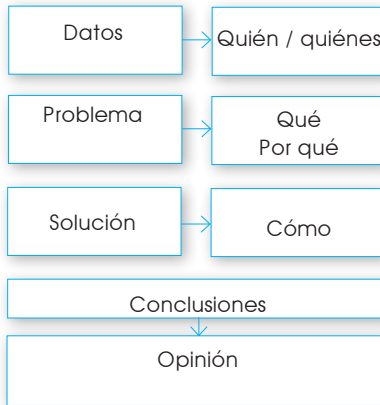 Datos
Quién / quiénes
Problema
Qué
Por qué
Solución
Cómo
Conclusiones
Opinión